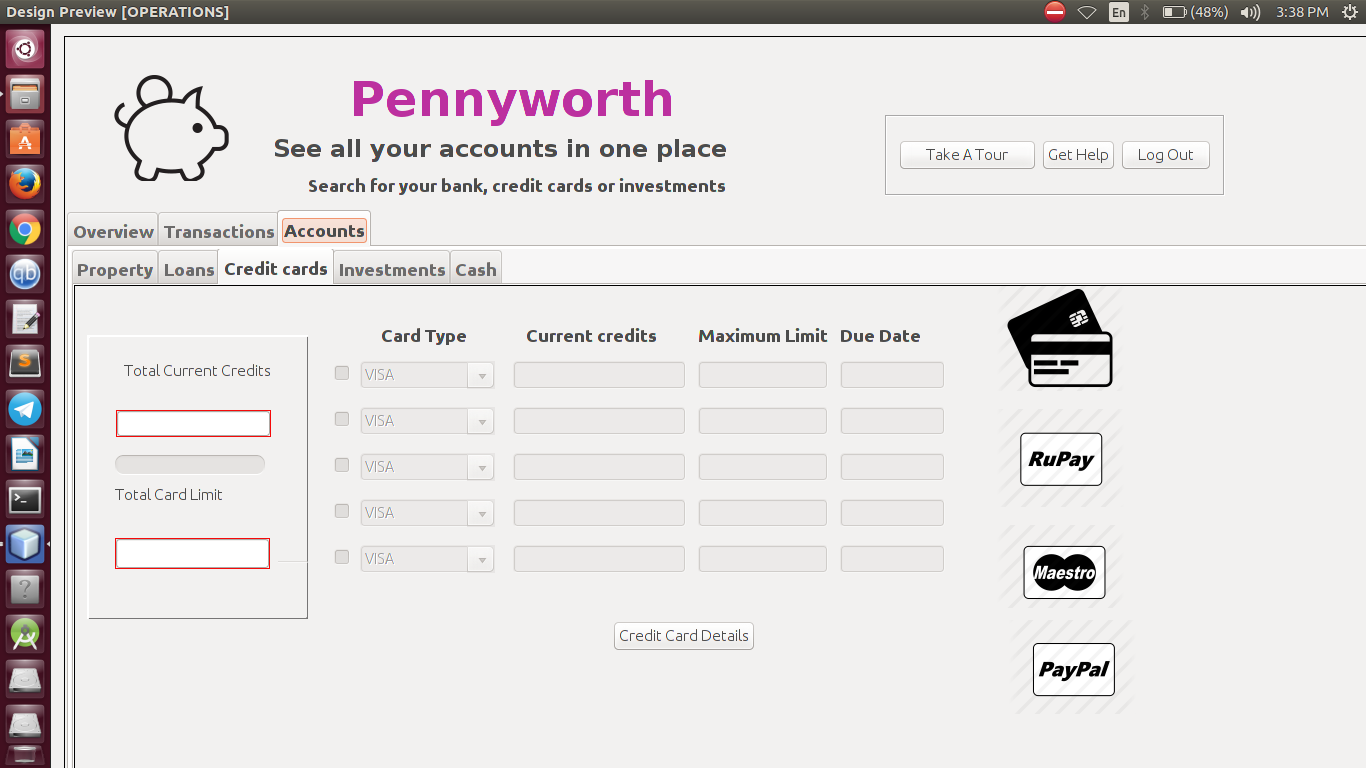 Design Preview [OPERATIONS]
En (48%) 3:38 PM
Pennyworth
See all your accounts in one place
Search for your bank, credit cards or investments
Take A Tour Get Help Log Out
Overview Transactions Accounts
Property Loans Credit cards Investments Cash
Card Type Current credits Maximum Limit Due Date
Total Current Credits
VISA
VISA
VISA
Total Card Limit
VISA
VISA
Credit Card Details
RuPay
Maestro
PayPal
qb
S
A
>_
?